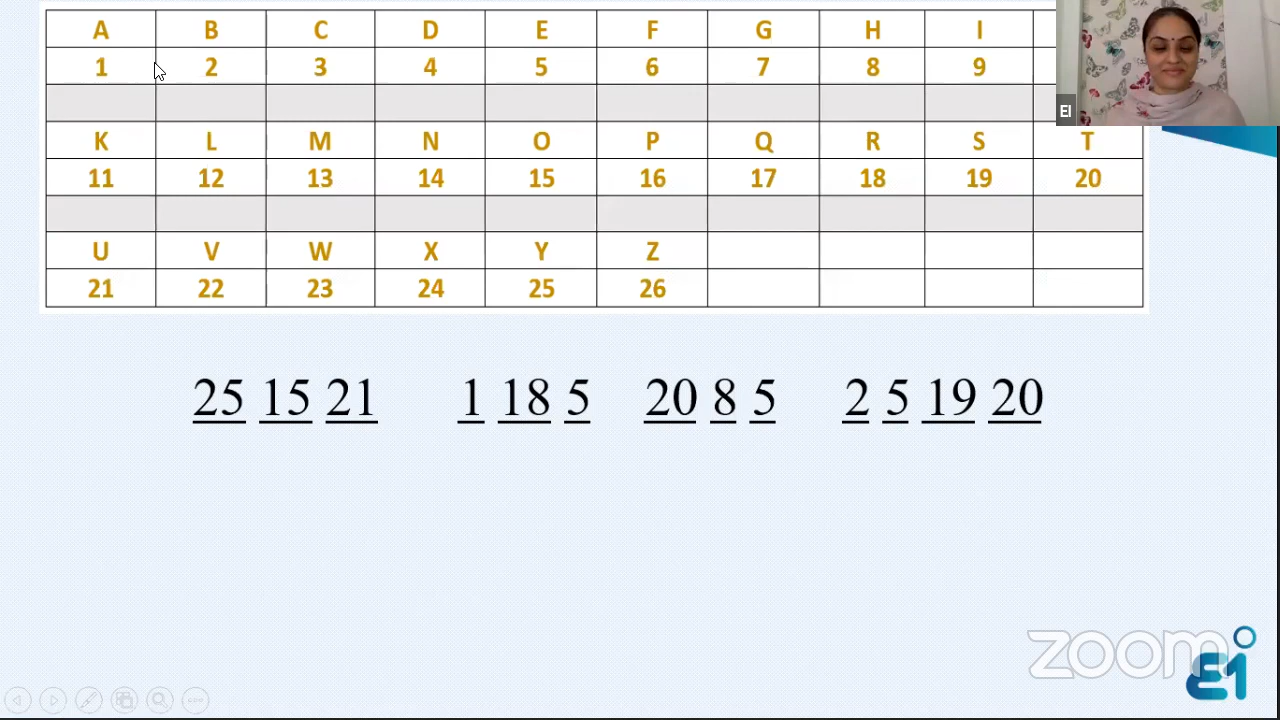 A B C D E F G H I
1 2 3 4 5 6 7 8 9
EI
K L M N O P Q R S T
11 12 13 14 15 16 17 18 19 20
U V W X Y Z
21 22 23 24 25 26
25 15 21 1 18 5 20 8 5 2 5 19 20
zoom
EI